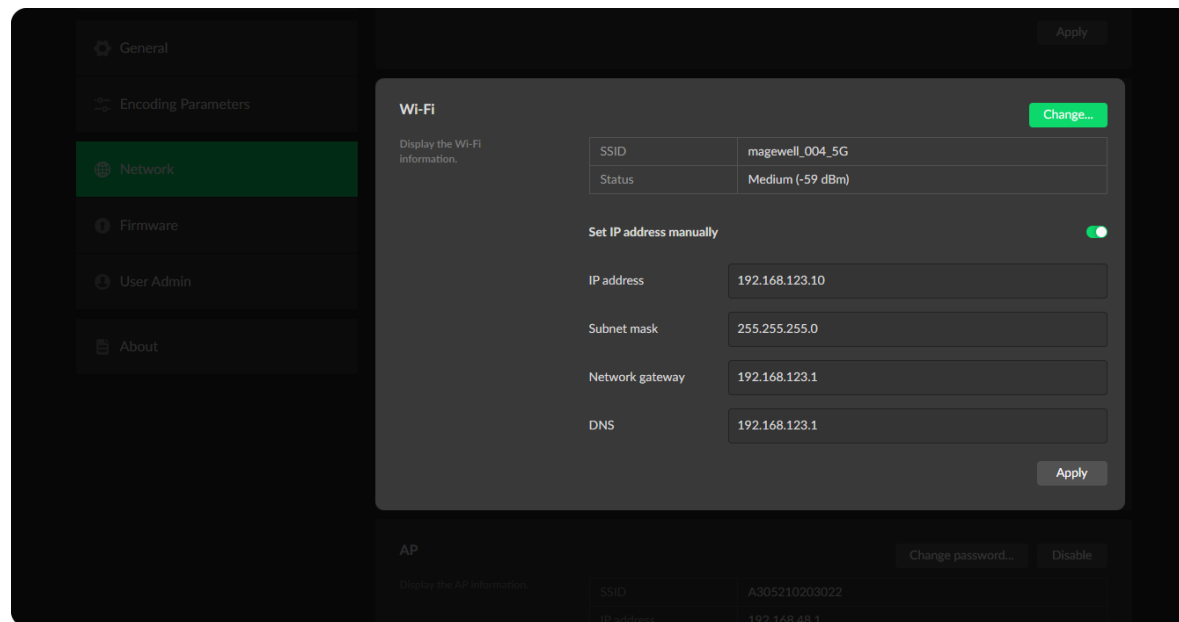 General
Apply
Encoding Parameters
Network
Firmware
User Admin
About
Wi-Fi
Change...
Display the Wi-Fi
information.
SSID magewell_004_5G
Status Medium (-59 dBm)
Set IP address manually
IP address 192.168.123.10
Subnet mask 255.255.255.0
Network gateway 192.168.123.1
DNS 192.168.123.1
Apply
AP
Change password... Disable
Display the AP information.
SSID A305210203022
IP address 192.168.48.1